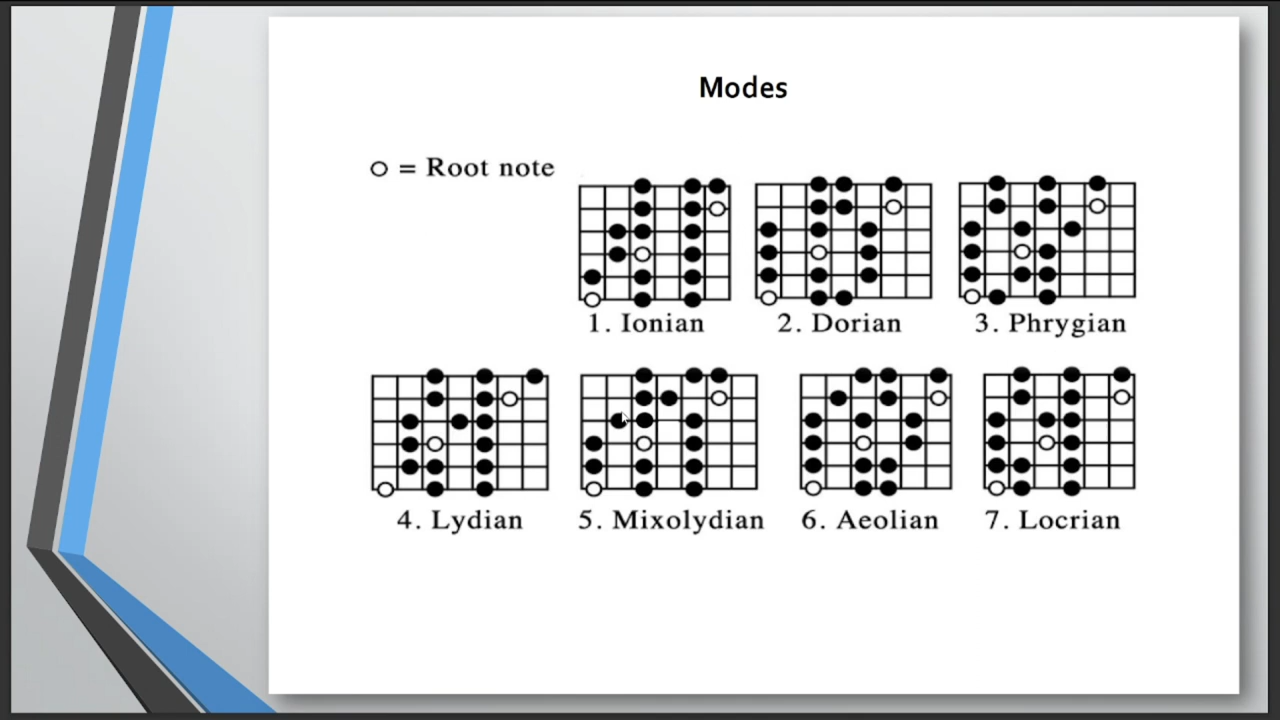 Modes
= Root note
1. Ionian
2. Dorian
3. Phrygian
4. Lydian
5. Mixolydian
6. Aeolian
7. Locrian